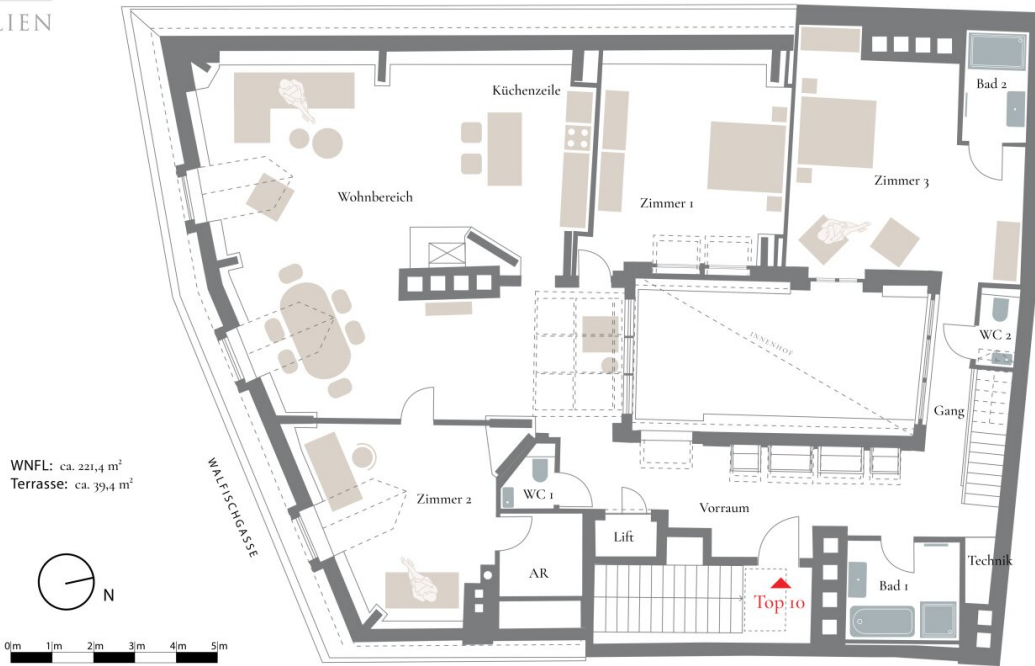 LIEN
Küchenzeile
Bad 2
Wohnbereich
Zimmer 1
Zimmer 3
INNENHOF
WC 2
Gang
WNFL: ca. 221,4 m²
Terrasse: ca. 39,4 m²
WALFISCHGASSE
Zimmer 2
WC 1
Vorraum
Lift
AR
Top 10
Bad 1
Technik
N
0m 1m 2m 3m 4m 5m